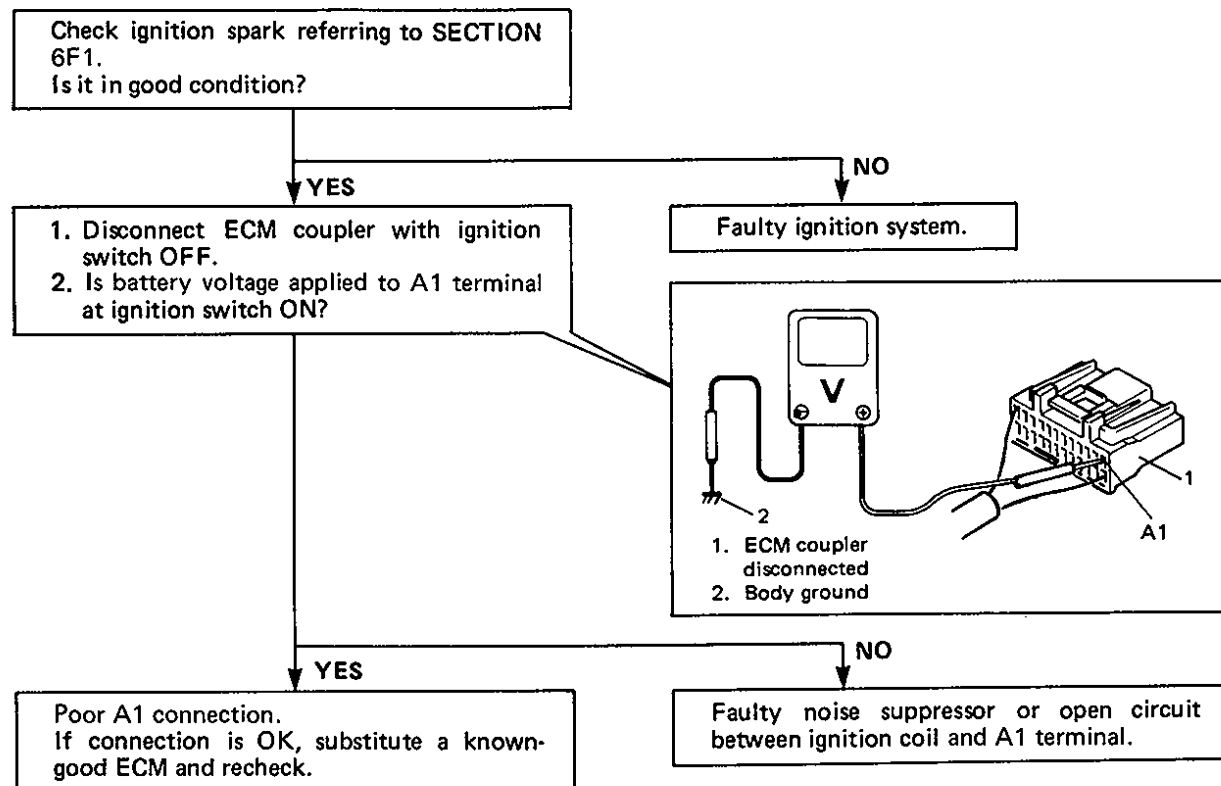 Check ignition spark referring to SECTION
6F1.
Is it in good condition?
YES
NO
1. Disconnect ECM coupler with ignition
switch OFF.
2. Is battery voltage applied to A1 terminal
at ignition switch ON?
Faulty ignition system.
V
2
1
A1
1. ECM coupler
disconnected
2. Body ground
YES
NO
Poor A1 connection.
If connection is OK, substitute a known-
good ECM and recheck.
Faulty noise suppressor or open circuit
between ignition coil and A1 terminal.